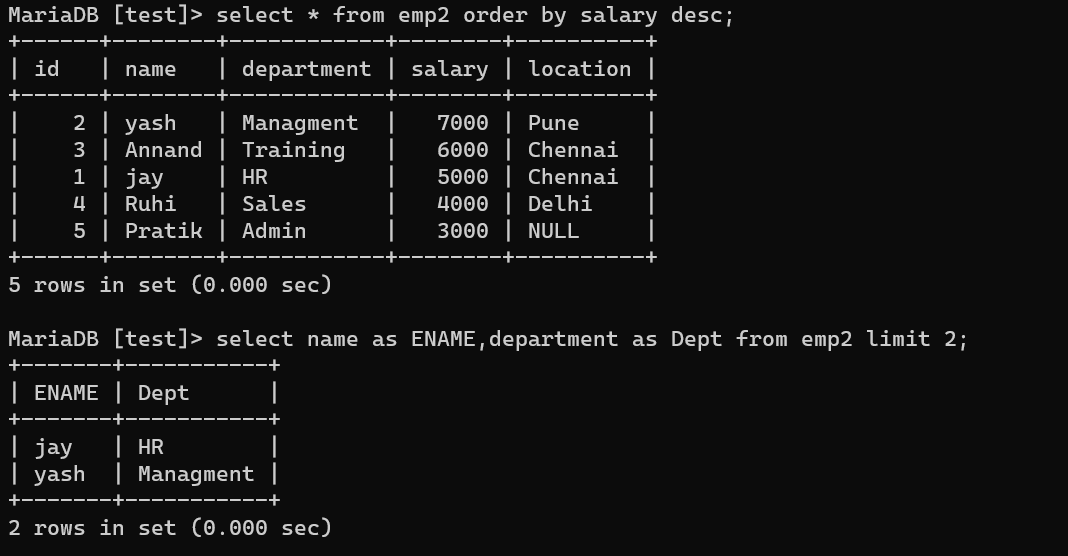 MariaDB [test]> select * from emp2 order by salary desc;
+------+--------+------------+--------+----------+
| id   | name   | department | salary | location |
+------+--------+------------+--------+----------+
|    2 | yash   | Managment  |   7000 | Pune     |
|    3 | Annand | Training   |   6000 | Chennai  |
|    1 | jay    | HR         |   5000 | Chennai  |
|    4 | Ruhi   | Sales      |   4000 | Delhi    |
|    5 | Pratik | Admin      |   3000 | NULL     |
+------+--------+------------+--------+----------+
5 rows in set (0.000 sec)

MariaDB [test]> select name as ENAME,department as Dept from emp2 limit 2;
+-------+-----------+
| ENAME | Dept      |
+-------+-----------+
| jay   | HR        |
| yash  | Managment |
+-------+-----------+
2 rows in set (0.000 sec)